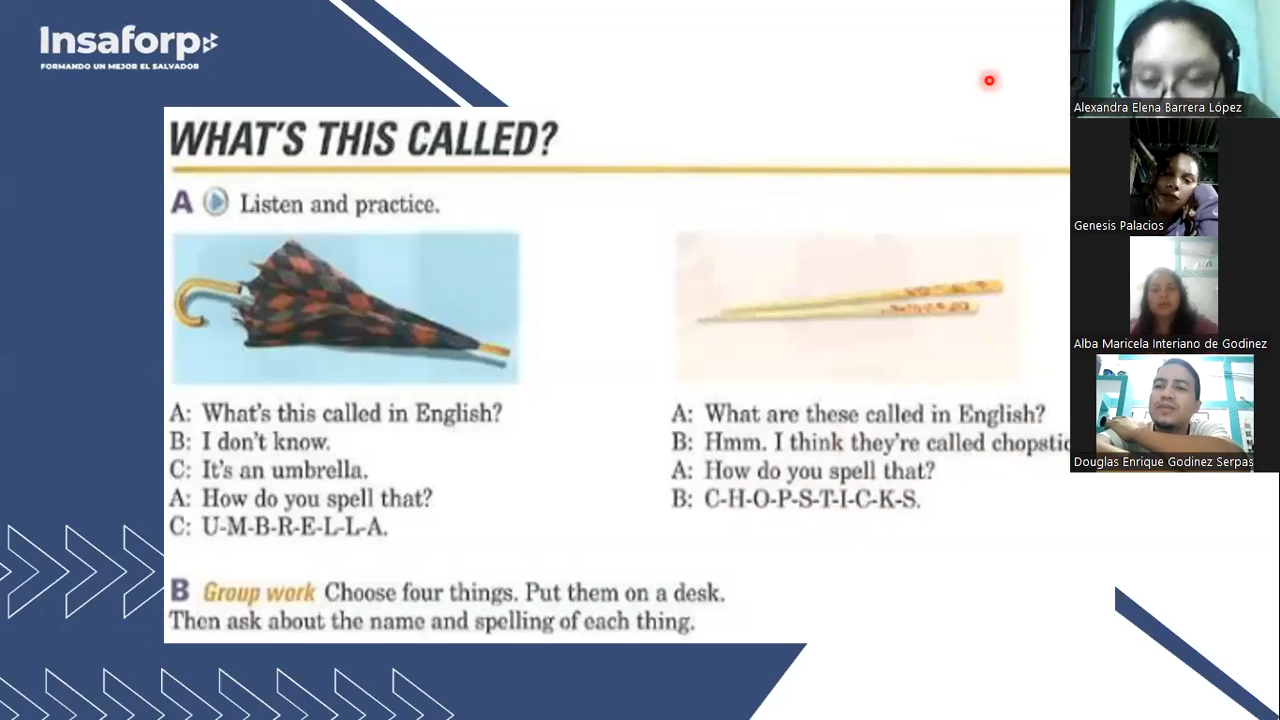 Insaforp
FORMANDO UN MEJOR EL SALVADOR
WHAT'S THIS CALLED?
A Listen and practice.
A: What's this called in English?
B: I don't know.
C: It's an umbrella.
A: How do you spell that?
C: U-M-B-R-E-L-L-A.
A: What are these called in English?
B: Hmm. I think they're called chopstic
A: How do you spell that?
B: C-H-O-P-S-T-I-C-K-S.
B Group work Choose four things. Put them on a desk.
Then ask about the name and spelling of each thing.
Alexandra Elena Barrera López
Genesis Palacios
Alba Maricela Interiano de Godinez
Douglas Enrique Godinez Serpas